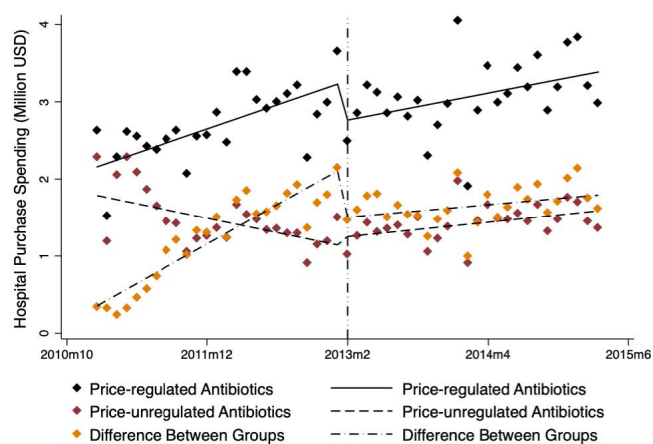 Hospital Purchase Spending (Million USD)
4
3
2
1
0
2010m10 2011m12 2013m2 2014m4 2015m6
Price-regulated Antibiotics Price-regulated Antibiotics
Price-unregulated Antibiotics Price-unregulated Antibiotics
Difference Between Groups Difference Between Groups